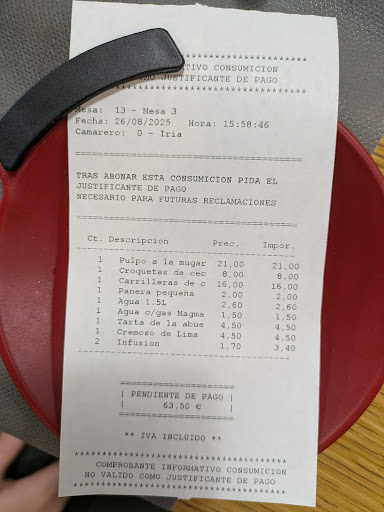 ****************************
TIVO CONSUMICION
OMO JUSTIFICANTE DE PAGO
****************************
Mesa: 13 - Mesa 3
Fecha: 26/08/2025 Hora: 15:58:46
Camarero: 0 - Iria
================================
TRAS ABONAR ESTA CONSUMICION PIDA EL
JUSTIFICANTE DE PAGO
NECESARIO PARA FUTURAS RECLAMACIONES
================================
Ct. Descripcion Prec. Impor.
--------------------------------
1 Pulpo a la mugar 21,00 21,00
1 Croquetas de cec 8,00 8,00
1 Carrilleras de c 16,00 16,00
1 Panera pequena 2,00 2,00
1 Agua 1.5L 2,60 2,60
1 Agua c/gas Magma 1,50 1,50
1 Tarta de la abue 4,50 4,50
1 Cremoso de Lima 4,50 4,50
2 Infusion 1,70 3,40
--------------------------------
====================
| PENDIENTE DE PAGO |
| 63,50 € |
====================
** IVA INCLUIDO **
************************************
COMPROBANTE INFORMATIVO CONSUMICION
NO VALIDO COMO JUSTIFICANTE DE PAGO
************************************